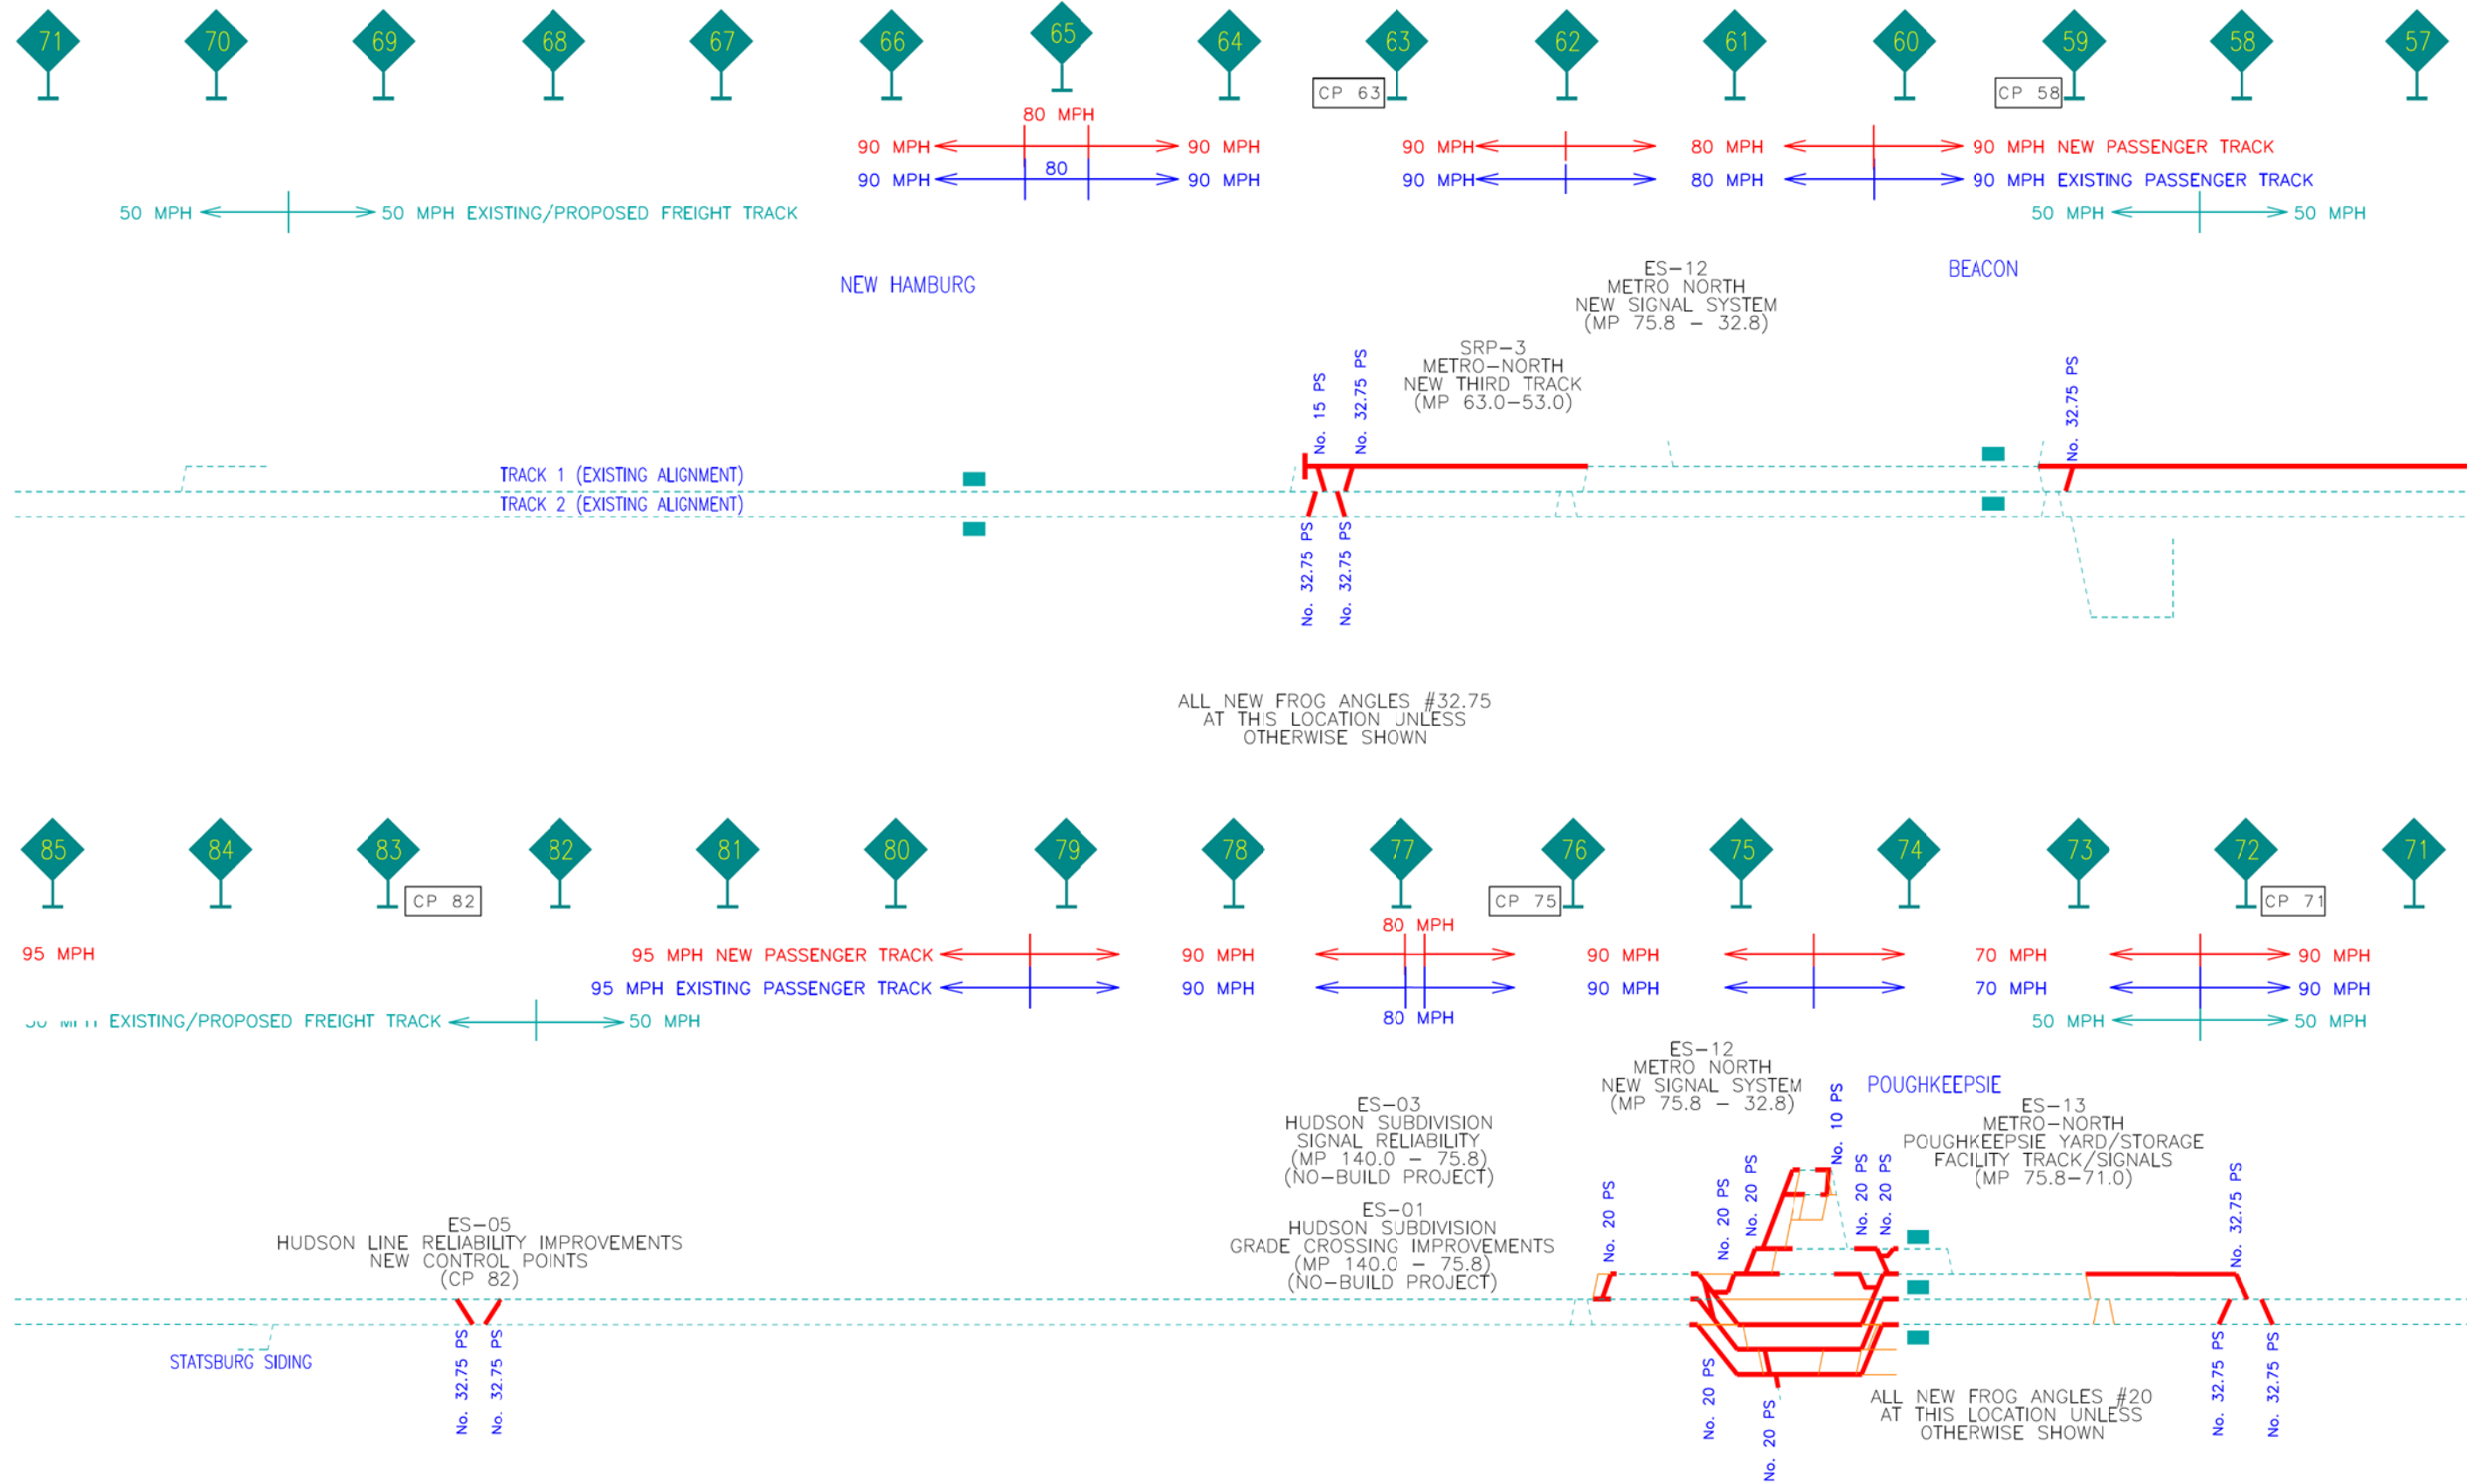 71 70 69 68 67 66 65 64 63 62 61 60 59 58 57
CP 63
CP 58
80 MPH
90 MPH
90 MPH
90 MPH
80 MPH
90 MPH NEW PASSENGER TRACK
90 MPH
80
90 MPH
90 MPH
80 MPH
90 MPH EXISTING PASSENGER TRACK
50 MPH
50 MPH EXISTING/PROPOSED FREIGHT TRACK
50 MPH
50 MPH
NEW HAMBURG
ES-12
METRO NORTH
NEW SIGNAL SYSTEM
(MP 75.8 - 32.8)
BEACON
SRP-3
METRO-NORTH
NEW THIRD TRACK
(MP 63.0-53.0)
No. 15 PS
No. 32.75 PS
No. 32.75 PS
TRACK 1 (EXISTING ALIGNMENT)
TRACK 2 (EXISTING ALIGNMENT)
No. 32.75 PS
No. 32.75 PS
ALL NEW FROG ANGLES #32.75
AT THIS LOCATION UNLESS
OTHERWISE SHOWN
85 84 83 82 81 80 79 78 77 76 75 74 73 72 71
CP 82
CP 75
CP 71
80 MPH
95 MPH
95 MPH NEW PASSENGER TRACK
90 MPH
90 MPH
70 MPH
90 MPH
95 MPH EXISTING PASSENGER TRACK
90 MPH
90 MPH
70 MPH
90 MPH
80 MPH
EXISTING/PROPOSED FREIGHT TRACK
50 MPH
50 MPH
50 MPH
ES-12
METRO NORTH
NEW SIGNAL SYSTEM
(MP 75.8 - 32.8)
POUGHKEEPSIE
ES-03
HUDSON SUBDIVISION
SIGNAL RELIABILITY
(MP 140.0 - 75.8)
(NO-BUILD PROJECT)
ES-13
METRO-NORTH
POUGHKEEPSIE YARD/STORAGE
FACILITY TRACK/SIGNALS
(MP 75.8-71.0)
ES-01
HUDSON SUBDIVISION
GRADE CROSSING IMPROVEMENTS
(MP 140.0 - 75.8)
(NO-BUILD PROJECT)
ES-05
HUDSON LINE RELIABILITY IMPROVEMENTS
NEW CONTROL POINTS
(CP 82)
No. 20 PS
No. 20 PS
No. 20 PS
No. 10 PS
No. 20 PS
No. 20 PS
No. 32.75 PS
STATSBURG SIDING
No. 32.75 PS
No. 32.75 PS
No. 20 PS
No. 20 PS
No. 32.75 PS
No. 32.75 PS
ALL NEW FROG ANGLES #20
AT THIS LOCATION UNLESS
OTHERWISE SHOWN